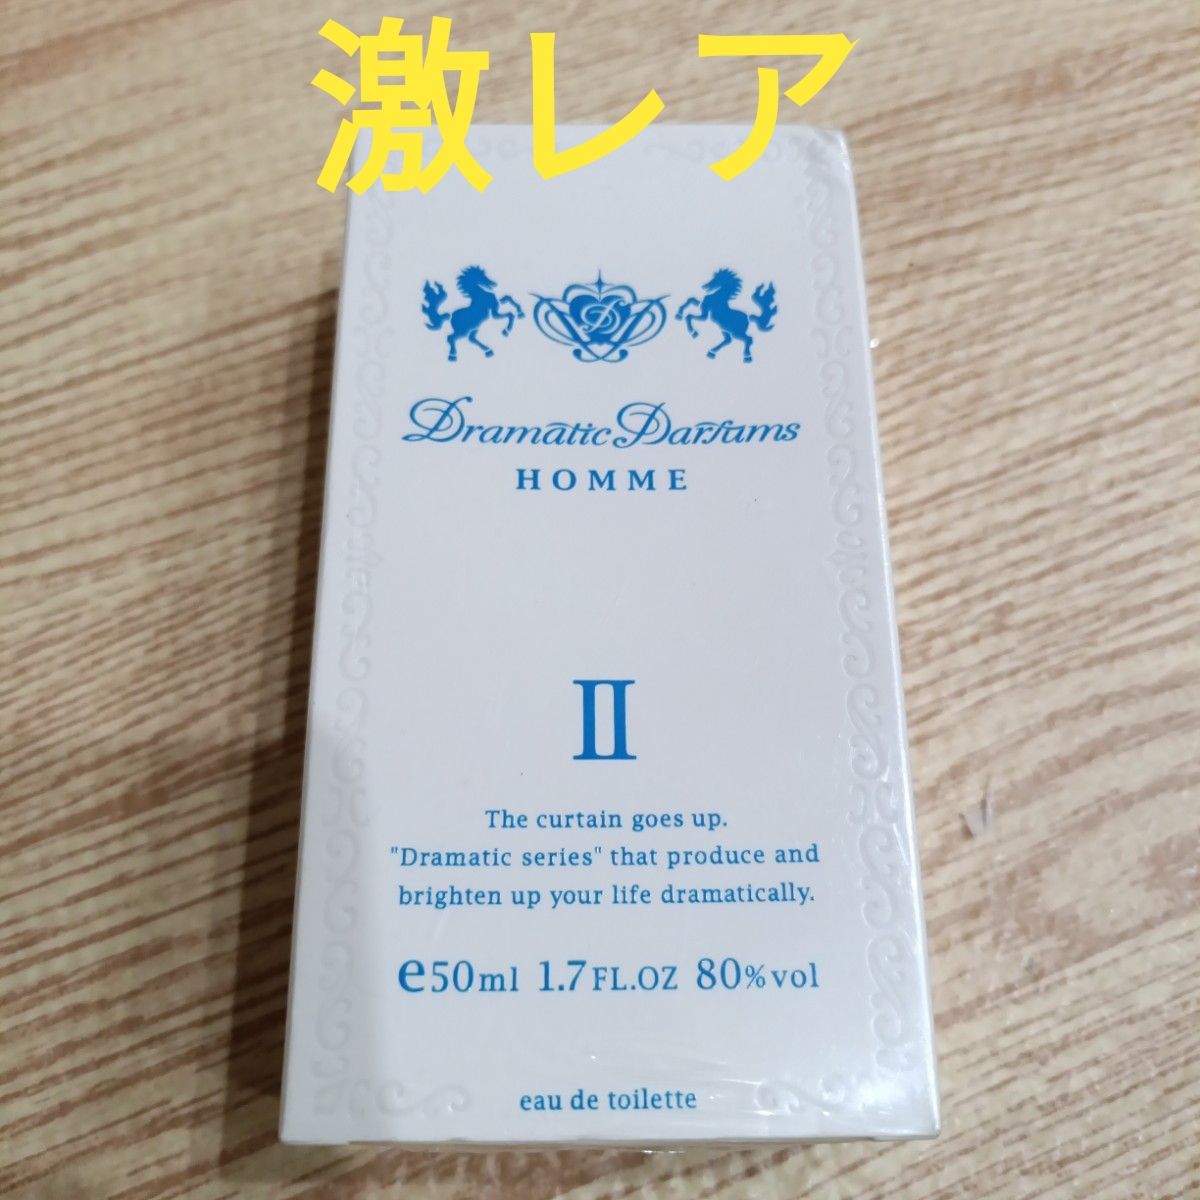 激レア
Dramatic Parfums
HOMME
II
The curtain goes up.
"Dramatic series" that produce and
brighten up your life dramatically.
e50ml 1.7FL.OZ 80%vol
eau de toilette